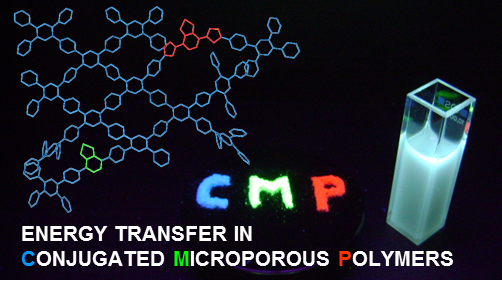 CMP
ENERGY TRANSFER IN
CONJUGATED MICROPOROUS POLYMERS